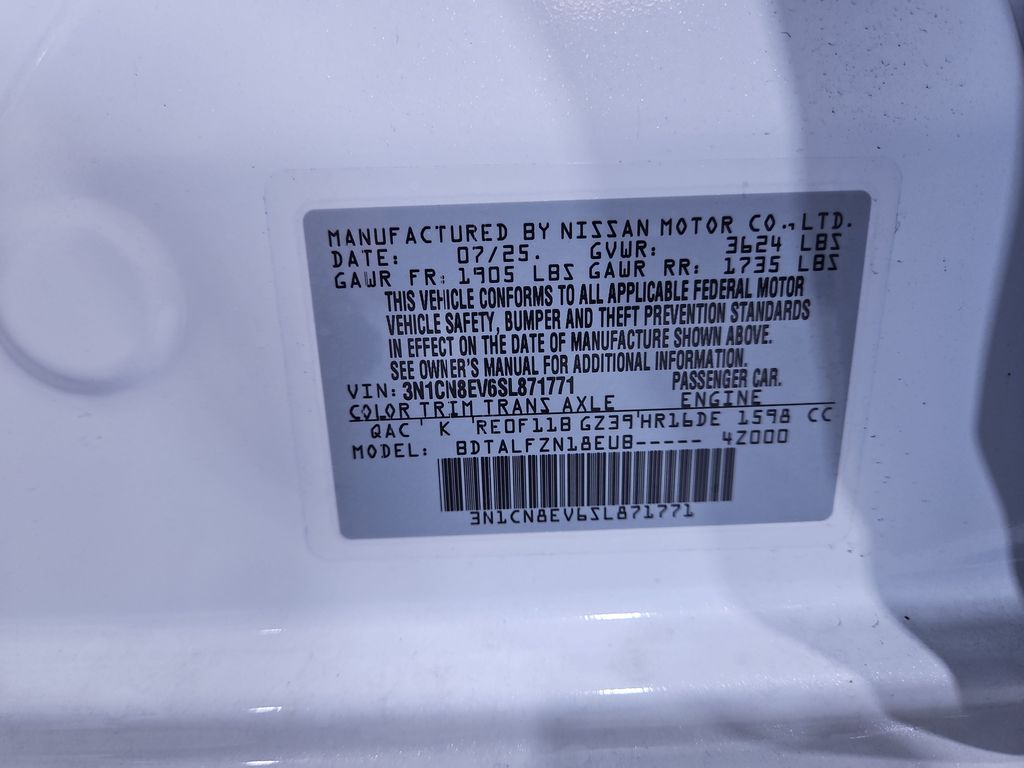 MANUFACTURED BY NISSAN MOTOR CO.,LTD.
DATE: 07/25. GVWR: 3624 LBS
GAWR FR: 1905 LBS GAWR RR: 1735 LBS
THIS VEHICLE CONFORMS TO ALL APPLICABLE FEDERAL MOTOR
VEHICLE SAFETY, BUMPER AND THEFT PREVENTION STANDARDS
IN EFFECT ON THE DATE OF MANUFACTURE SHOWN ABOVE.
SEE OWNER'S MANUAL FOR ADDITIONAL INFORMATION.
VIN: 3N1CN8EV6SL871771 PASSENGER CAR.
COLOR TRIM TRANS AXLE ENGINE
QAC K RE0F11B GZ39 HR16DE 1598 CC
MODEL: BDTALFZN18EUB----- 4Z000
3N1CN8EV6SL871771